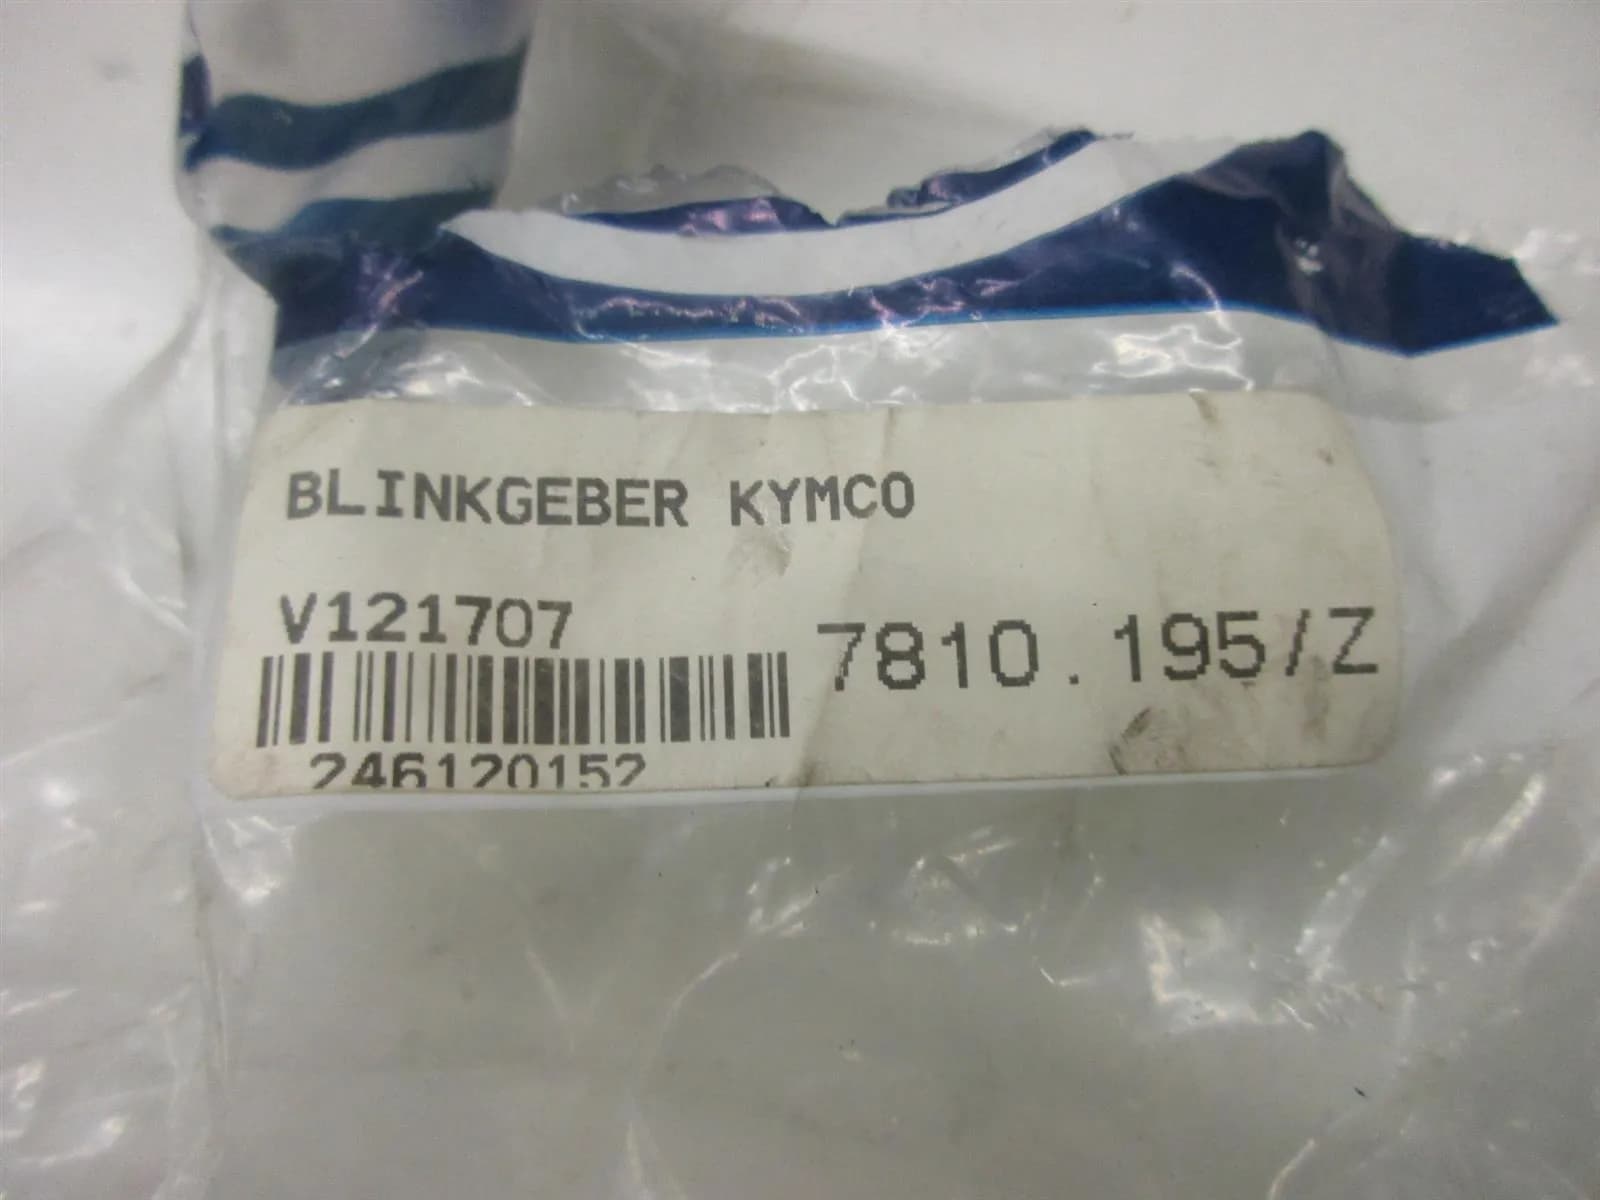 BLINKGEBER KYMCO
V121707
7810.195/Z
246120152